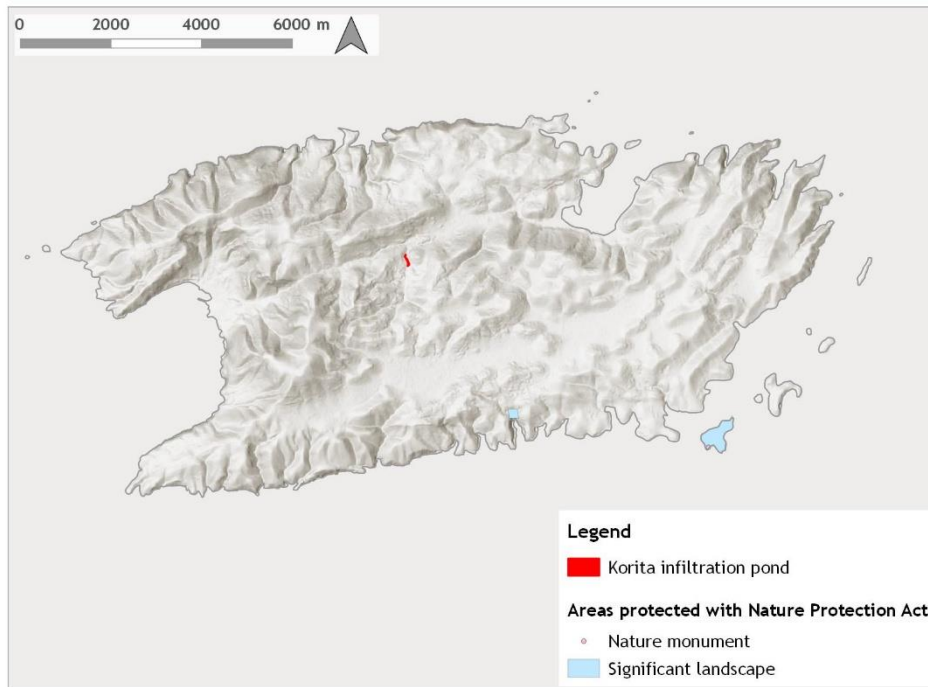 0 2000 4000 6000 m
Legend
Korita infiltration pond
Areas protected with Nature Protection Act
Nature monument
Significant landscape